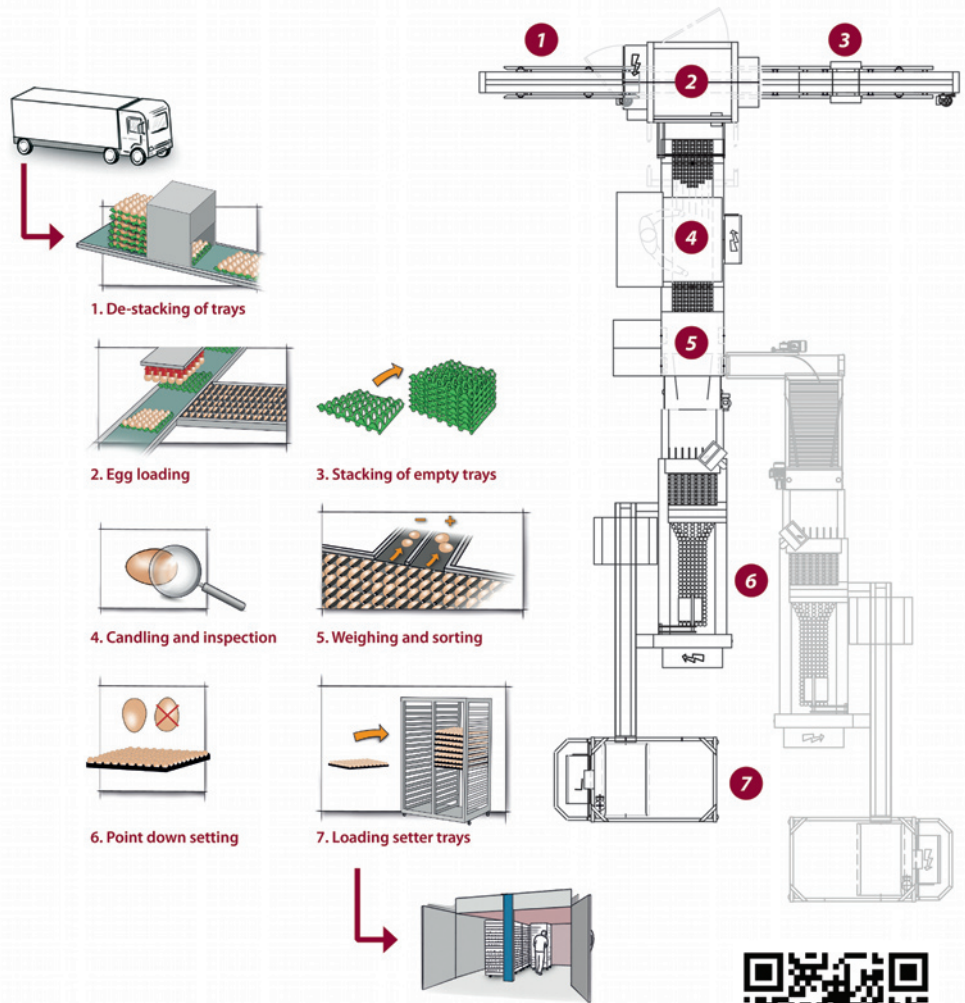 1
3
2
4
5
6
7
1. De-stacking of trays
2. Egg loading
3. Stacking of empty trays
- +
4. Candling and inspection
5. Weighing and sorting
6. Point down setting
7. Loading setter trays